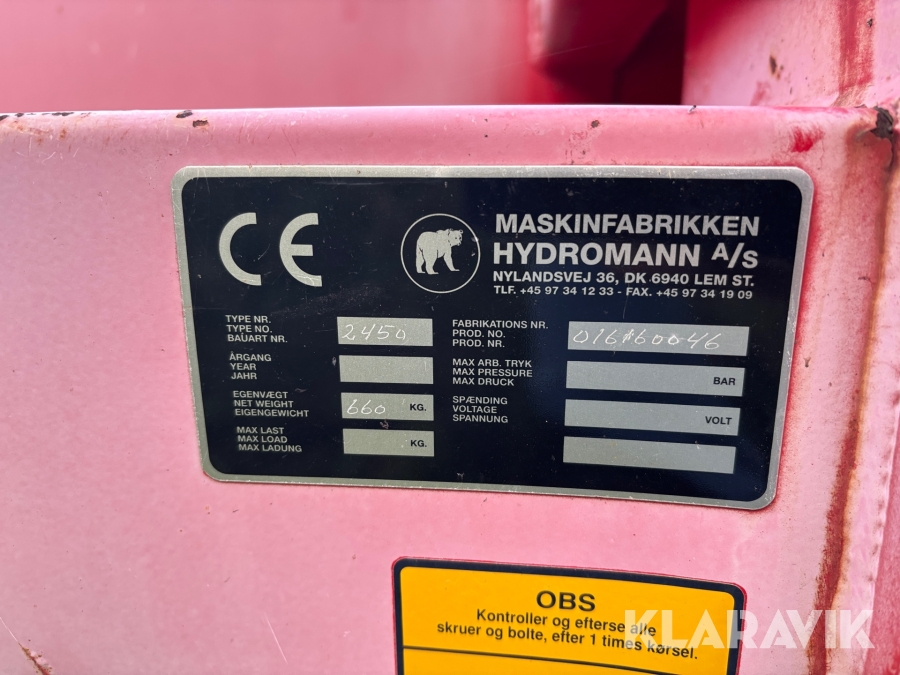 CE
MASKINFABRIKKEN
HYDROMANN A/S
NYLANDSVEJ 36, DK 6940 LEM ST.
TLF. +45 97 34 12 33 - FAX. +45 97 34 19 09
TYPE NR.
TYPE NO.
BAUART NR.
2450
ÅRGANG
YEAR
JAHR
EGENVÆGT
NET WEIGHT
EIGENGEWICHT
660 KG.
MAX LAST
MAX LOAD
MAX LADUNG
KG.
FABRIKATIONS NR.
PROD. NO.
PROD. NR.
016A60046
MAX ARB. TRYK
MAX PRESSURE
MAX DRUCK
BAR
SPÆNDING
VOLTAGE
SPANNUNG
VOLT
OBS
Kontroller og efterse alle
skruer og bolte, efter 1 times kørsel.
KLARAVIK